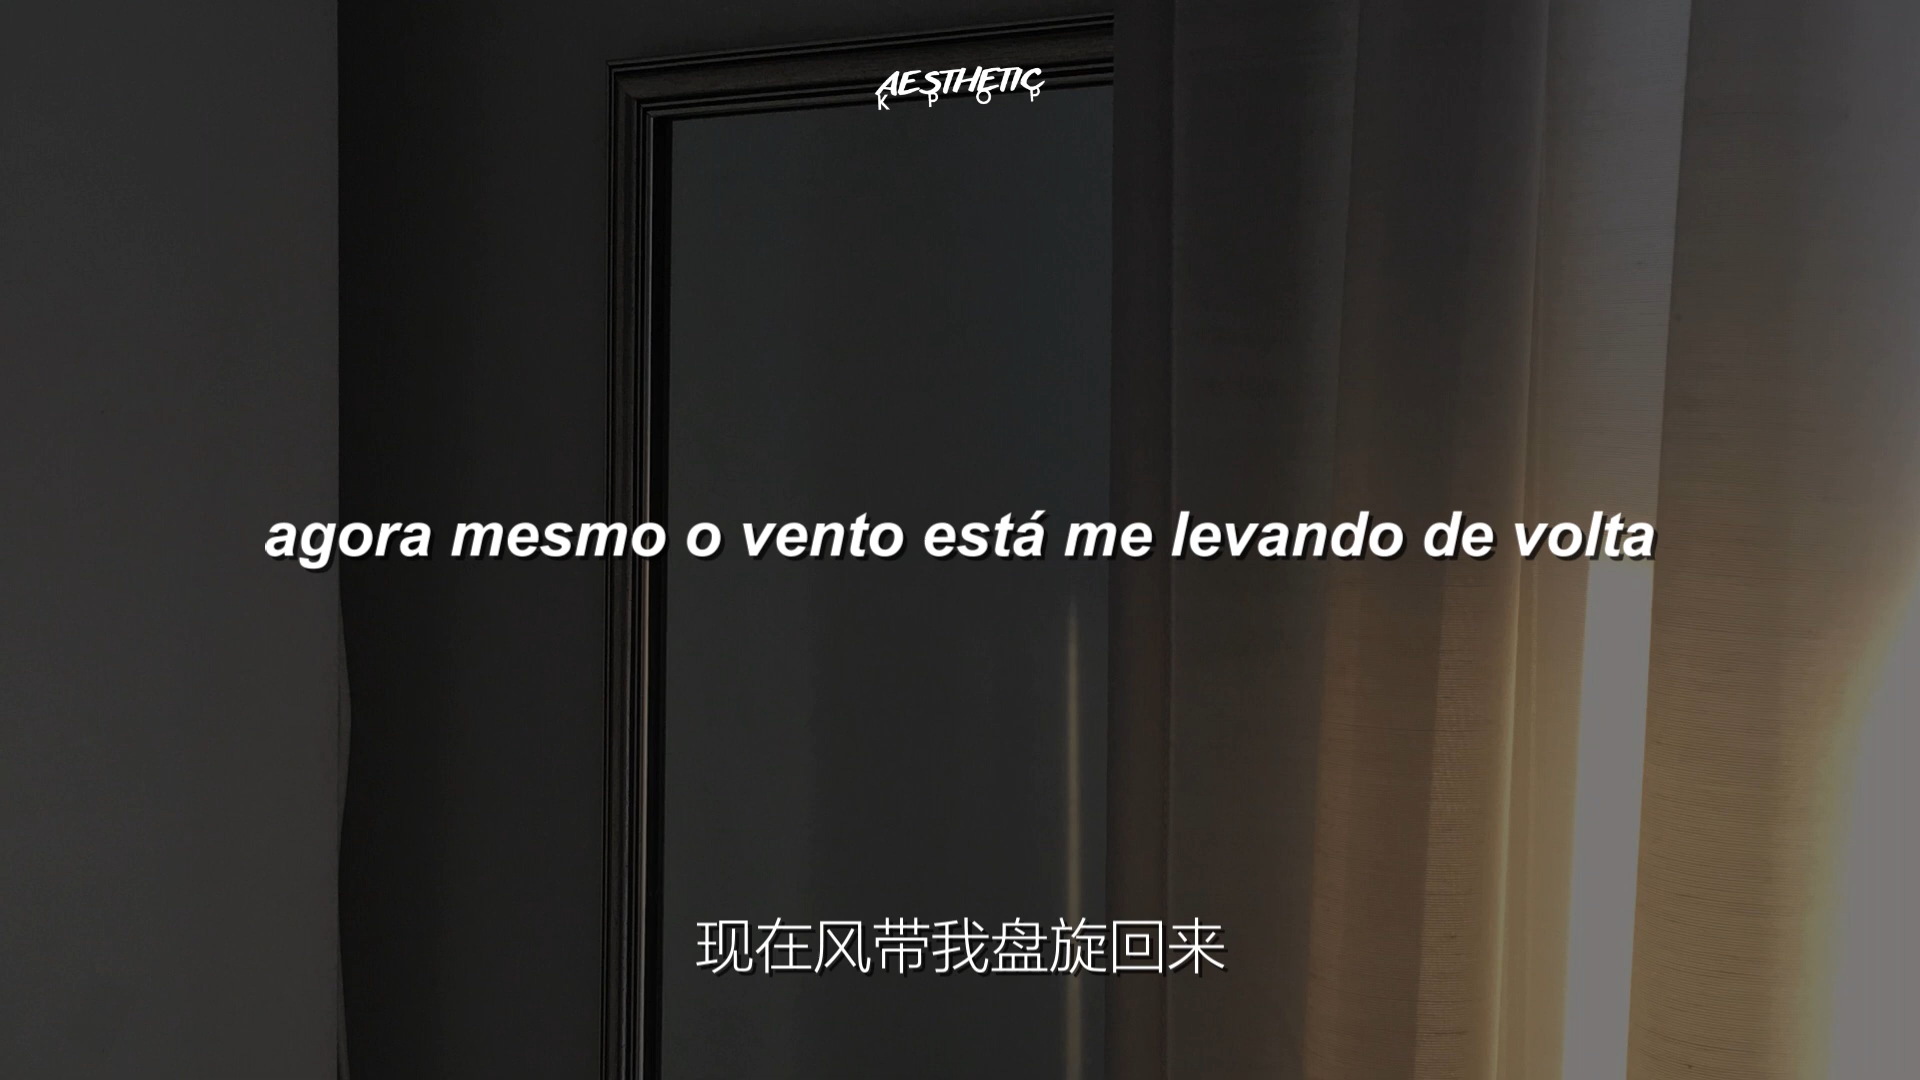 AESTHETIC
KPOP
agora mesmo o vento está me levando de volta
现在风带我盘旋回来